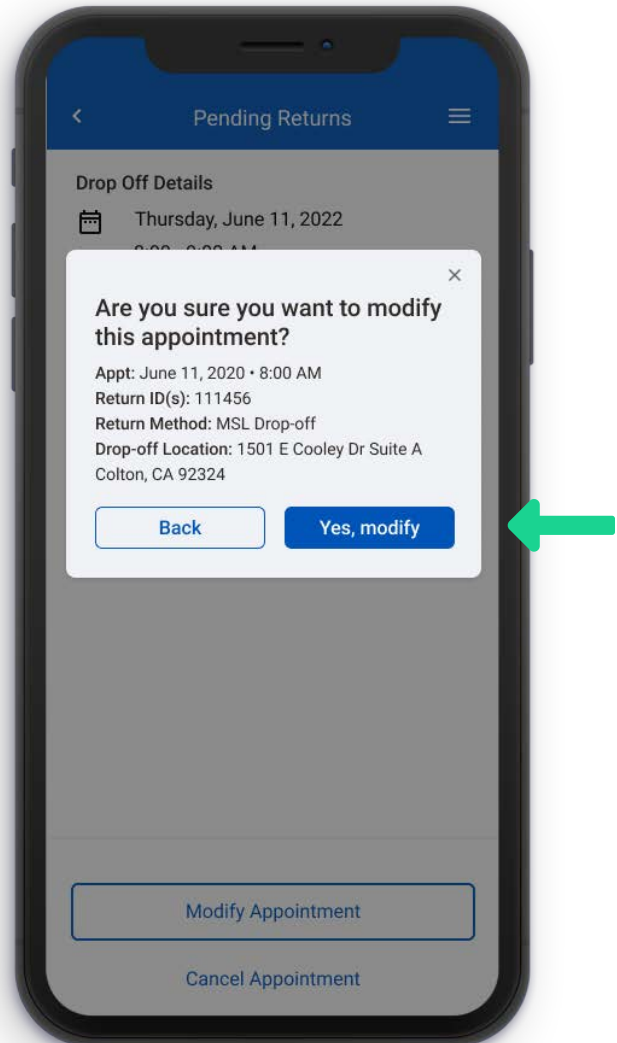 Pending Returns
Drop Off Details
Thursday, June 11, 2022
Are you sure you want to modify
this appointment?
Appt: June 11, 2020 • 8:00 AM
Return ID(s): 111456
Return Method: MSL Drop-off
Drop-off Location: 1501 E Cooley Dr Suite A
Colton, CA 92324
Back Yes, modify
Modify Appointment
Cancel Appointment